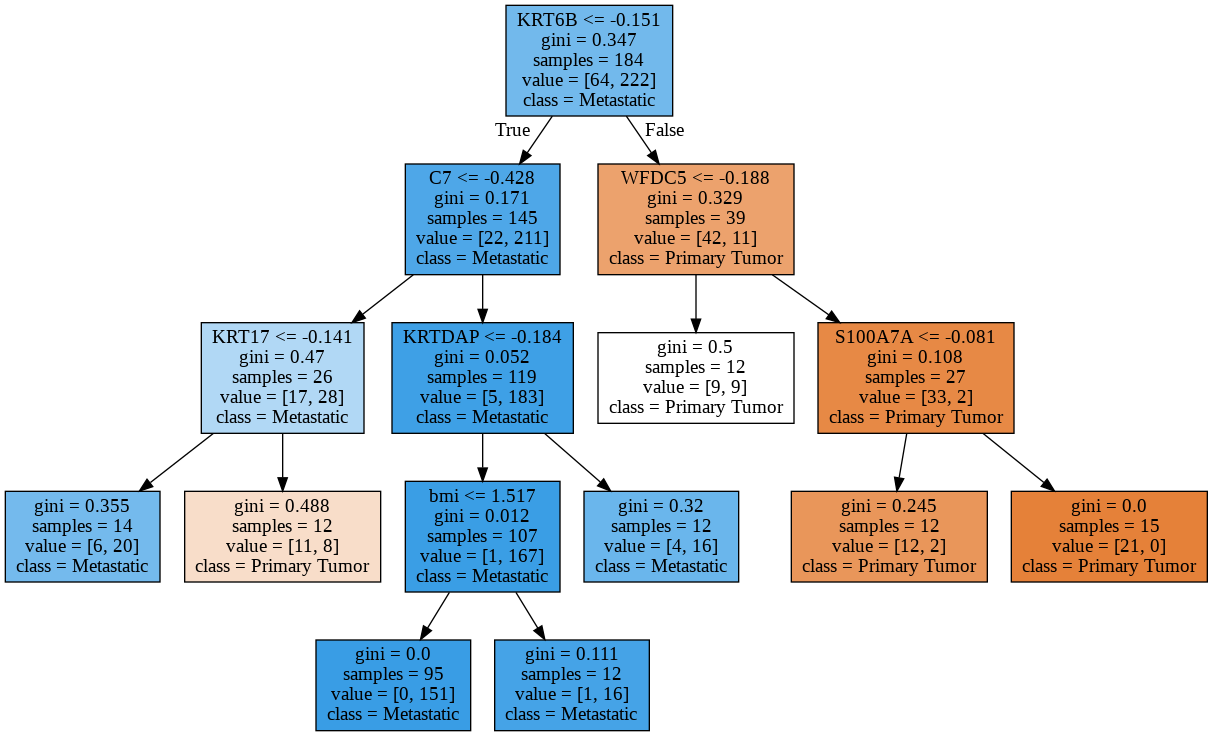 KRT6B <= -0.151
gini = 0.347
samples = 184
value = [64, 222]
class = Metastatic
True
False
C7 <= -0.428
gini = 0.171
samples = 145
value = [22, 211]
class = Metastatic
WFDC5 <= -0.188
gini = 0.329
samples = 39
value = [42, 11]
class = Primary Tumor
KRT17 <= -0.141
gini = 0.47
samples = 26
value = [17, 28]
class = Metastatic
KRTDAP <= -0.184
gini = 0.052
samples = 119
value = [5, 183]
class = Metastatic
gini = 0.5
samples = 12
value = [9, 9]
class = Primary Tumor
S100A7A <= -0.081
gini = 0.108
samples = 27
value = [33, 2]
class = Primary Tumor
gini = 0.355
samples = 14
value = [6, 20]
class = Metastatic
gini = 0.488
samples = 12
value = [11, 8]
class = Primary Tumor
bmi <= 1.517
gini = 0.012
samples = 107
value = [1, 167]
class = Metastatic
gini = 0.32
samples = 12
value = [4, 16]
class = Metastatic
gini = 0.245
samples = 12
value = [12, 2]
class = Primary Tumor
gini = 0.0
samples = 15
value = [21, 0]
class = Primary Tumor
gini = 0.0
samples = 95
value = [0, 151]
class = Metastatic
gini = 0.111
samples = 12
value = [1, 16]
class = Metastatic